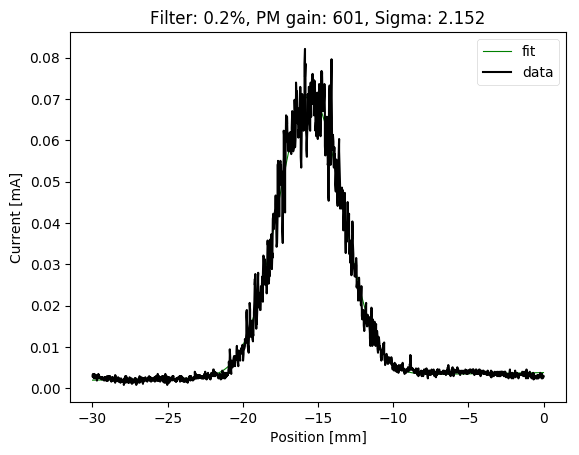 Filter: 0.2%, PM gain: 601, Sigma: 2.152
fit
data
0.08
0.07
0.06
0.05
0.04
0.03
0.02
0.01
0.00
Current [mA]
−30 −25 −20 −15 −10 −5 0
Position [mm]